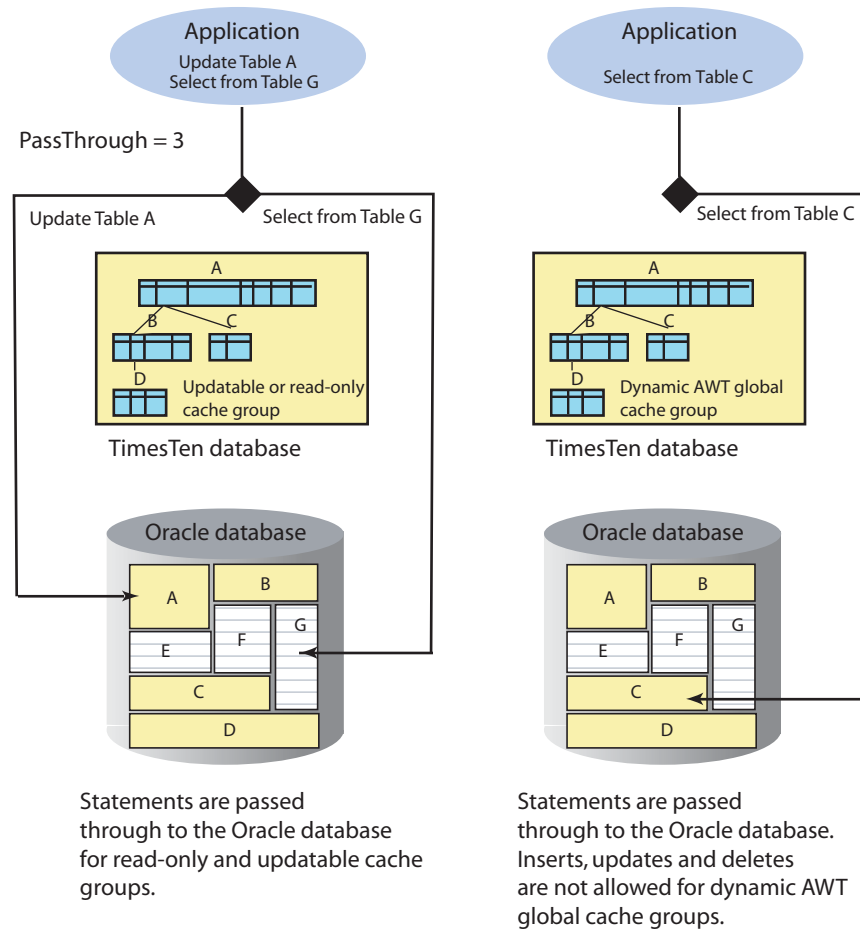 Application
Update Table A
Select from Table G
PassThrough = 3
Update Table A
Select from Table G
A
B
C
D
Updatable or read-only
cache group
TimesTen database
Oracle database
A
B
E
F
G
C
D
Statements are passed
through to the Oracle database
for read-only and updatable cache
groups.
Application
Select from Table C
Select from Table C
A
B
C
D
Dynamic AWT global
cache group
TimesTen database
Oracle database
A
B
E
F
G
C
D
Statements are passed
through to the Oracle database.
Inserts, updates and deletes
are not allowed for dynamic AWT
global cache groups.